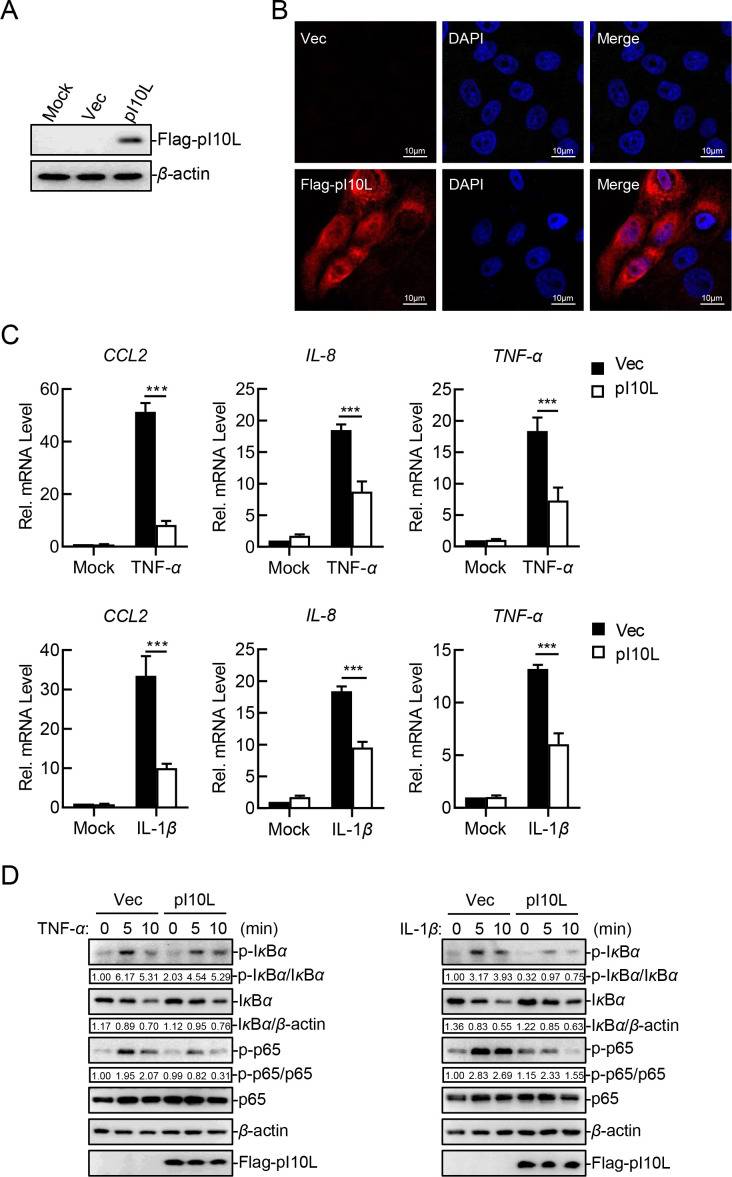 A
Mock Vec pI10L
Flag-pI10L
β-actin
B
Vec DAPI Merge
10μm 10μm 10μm
Flag-pI10L DAPI Merge
10μm 10μm 10μm
C
CCL2 IL-8 TNF-α
Vec
pI10L
Rel. mRNA Level
60
40
20
0
Mock TNF-α
Rel. mRNA Level
25
20
15
10
5
0
Mock TNF-α
Rel. mRNA Level
25
20
15
10
5
0
Mock TNF-α
*** *** ***
CCL2 IL-8 TNF-α
Vec
pI10L
Rel. mRNA Level
40
30
20
10
0
Mock IL-1β
Rel. mRNA Level
25
20
15
10
5
0
Mock IL-1β
Rel. mRNA Level
15
10
5
0
Mock IL-1β
*** *** ***
D
Vec pI10L
TNF-α: 0 5 10 0 5 10 (min)
p-IκBα
1.00 6.17 5.31 2.03 4.54 5.29 p-IκBα/IκBα
IκBα
1.17 0.89 0.70 1.12 0.95 0.76 IκBα/β-actin
p-p65
1.00 1.95 2.07 0.99 0.82 0.31 p-p65/p65
p65
β-actin
Flag-pI10L
Vec pI10L
IL-1β: 0 5 10 0 5 10 (min)
p-IκBα
1.00 3.17 3.93 0.32 0.97 0.75 p-IκBα/IκBα
IκBα
1.36 0.83 0.55 1.22 0.85 0.63 IκBα/β-actin
p-p65
1.00 2.83 2.69 1.15 2.33 1.55 p-p65/p65
p65
β-actin
Flag-pI10L